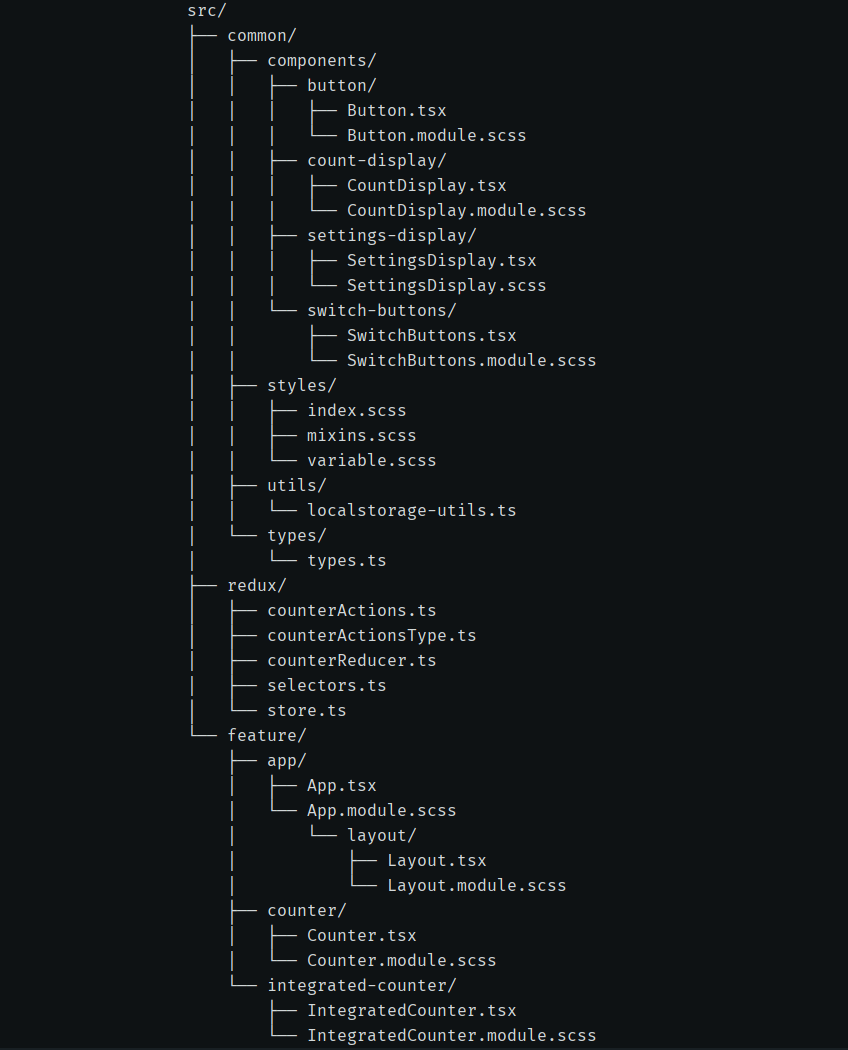 src/
├── common/
│   ├── components/
│   │   ├── button/
│   │   │   ├── Button.tsx
│   │   │   └── Button.module.scss
│   │   ├── count-display/
│   │   │   ├── CountDisplay.tsx
│   │   │   └── CountDisplay.module.scss
│   │   ├── settings-display/
│   │   │   ├── SettingsDisplay.tsx
│   │   │   └── SettingsDisplay.scss
│   │   └── switch-buttons/
│   │       ├── SwitchButtons.tsx
│   │       └── SwitchButtons.module.scss
│   ├── styles/
│   │   ├── index.scss
│   │   ├── mixins.scss
│   │   └── variable.scss
│   ├── utils/
│   │   └── localstorage-utils.ts
│   └── types/
│       └── types.ts
├── redux/
│   ├── counterActions.ts
│   ├── counterActionsType.ts
│   ├── counterReducer.ts
│   ├── selectors.ts
│   └── store.ts
└── feature/
    ├── app/
    │   ├── App.tsx
    │   └── App.module.scss
    │       └── layout/
    │           ├── Layout.tsx
    │           └── Layout.module.scss
    ├── counter/
    │   ├── Counter.tsx
    │   └── Counter.module.scss
    └── integrated-counter/
        ├── IntegratedCounter.tsx
        └── IntegratedCounter.module.scss